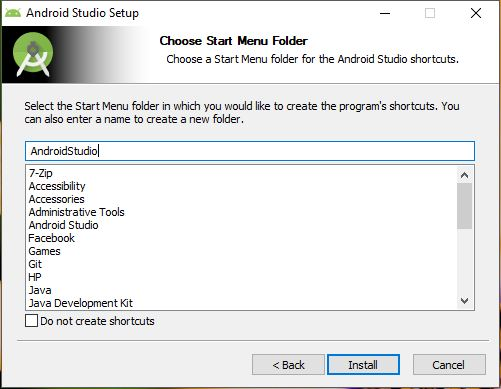 Android Studio Setup
Choose Start Menu Folder
Choose a Start Menu folder for the Android Studio shortcuts.
Select the Start Menu folder in which you would like to create the program's shortcuts. You
can also enter a name to create a new folder.
AndroidStudio
7-Zip
Accessibility
Accessories
Administrative Tools
Android Studio
Facebook
Games
Git
HP
Java
Java Development Kit
Do not create shortcuts
< Back
Install
Cancel